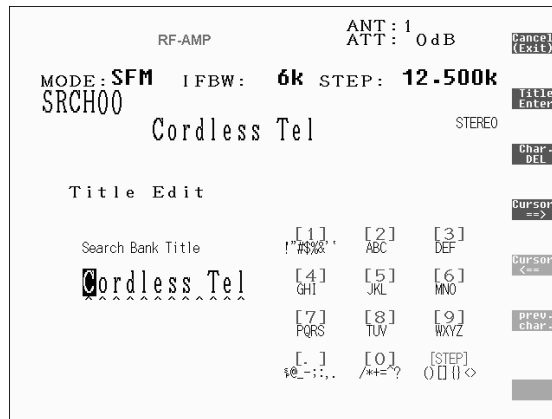 ANT:1
RF-AMP ATT: 0dB
Cancel
(Exit)
MODE:SFM IFBW: 6k STEP: 12.500k
SRCH00
Title
Enter
Cordless Tel STEREO
Char.
DEL
Title Edit
Cursor
==>
Search Bank Title
[1] [2] [3]
!"#$%&'` ABC DEF
Cursor
<==
Cordless Tel
[4] [5] [6]
GHI JKL MNO
[7] [8] [9]
PQRS TUV WXYZ
prev.
char.
[.] [0] [STEP]
/*+=^? ()[]{}<>